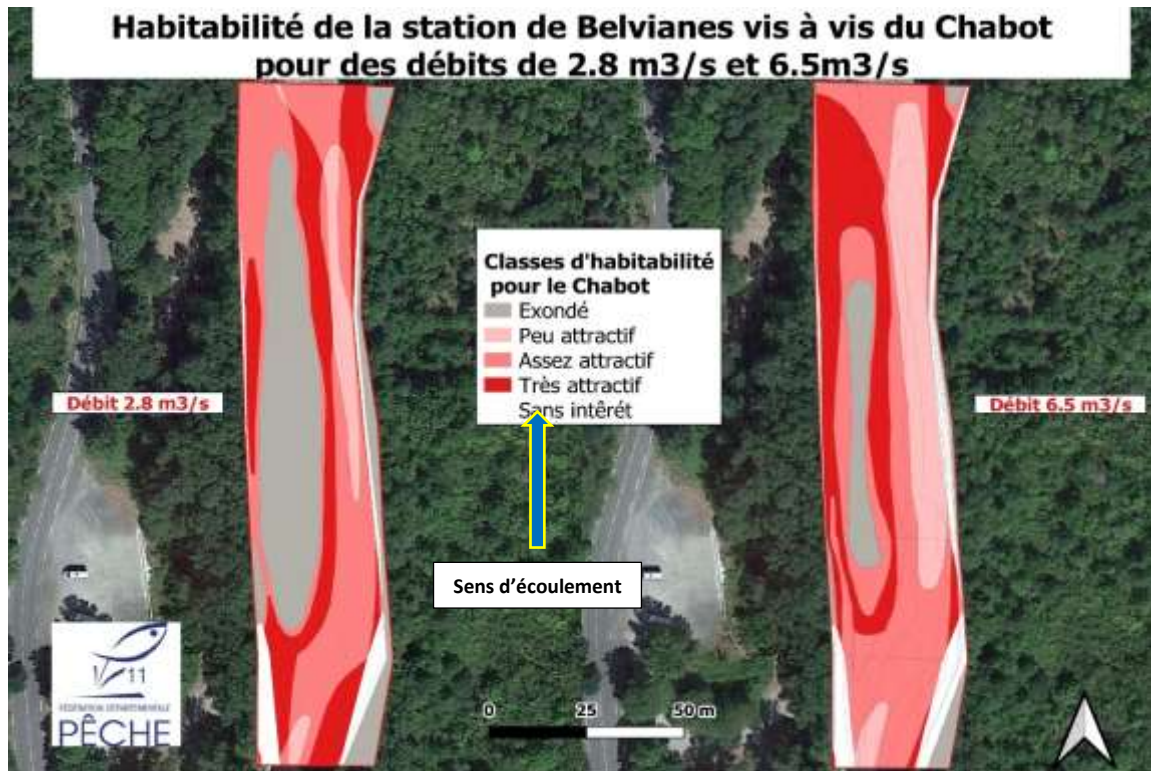 Habitabilité de la station de Belvianes vis à vis du Chabot
pour des débits de 2.8 m3/s et 6.5m3/s
Classes d'habitabilité
pour le Chabot
Exondé
Peu attractif
Assez attractif
Très attractif
Sans intérêt
Débit 2.8 m3/s
Débit 6.5 m3/s
Sens d'écoulement
11
FÉDÉRATION DÉPARTEMENTALE
PÊCHE
0 25 50 m